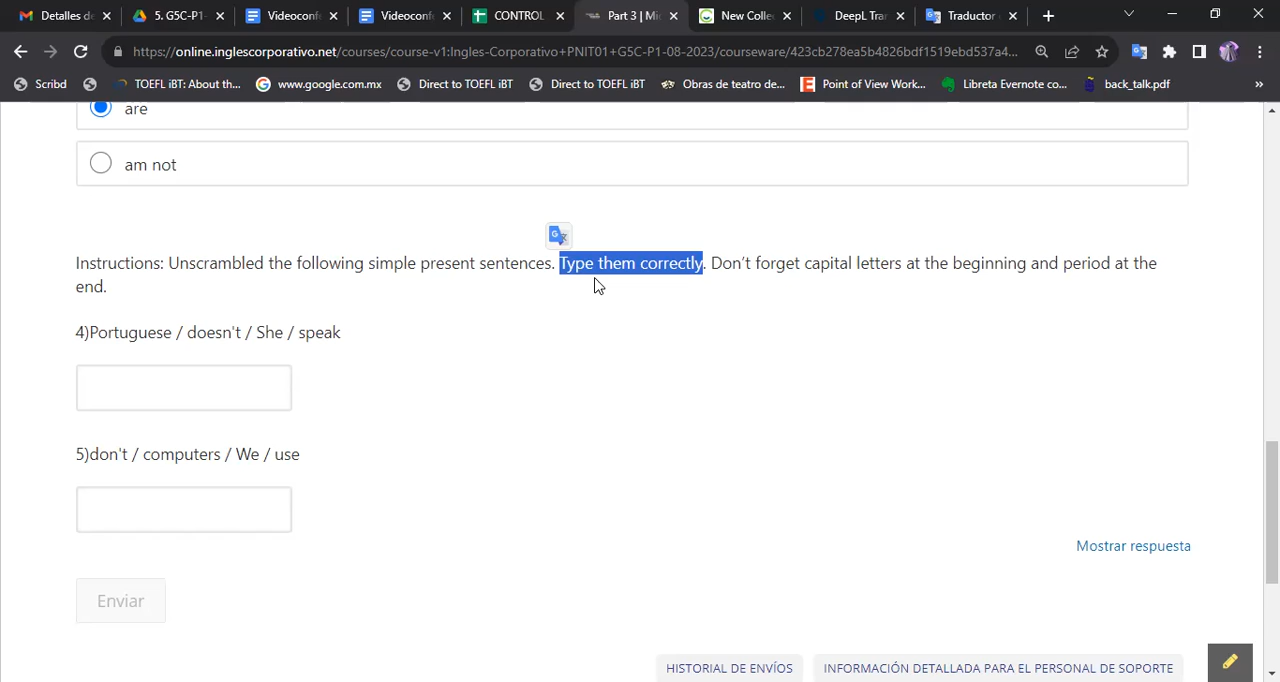 Detalles de
5. G5C-P1-
Videoconf
Videoconf
CONTROL
Part 3 | Mi
New Colle
DeepL Tra
Traductor
https://online.inglescorporativo.net/courses/course-v1:Ingles-Corporativo+PNIT01+G5C-P1-08-2023/courseware/423cb278ea5b4826bdf1519ebd537a4...
Scribd
TOEFL iBT: About th...
www.google.com.mx
Direct to TOEFL iBT
Direct to TOEFL iBT
Obras de teatro de...
Point of View Work...
Libreta Evernote co...
back_talk.pdf
»
are
am not
Instructions: Unscrambled the following simple present sentences. Type them correctly. Don’t forget capital letters at the beginning and period at the
end.
4)Portuguese / doesn't / She / speak
5)don't / computers / We / use
Mostrar respuesta
Enviar
HISTORIAL DE ENVÍOS
INFORMACIÓN DETALLADA PARA EL PERSONAL DE SOPORTE